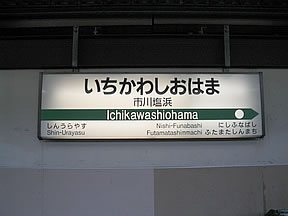 いちかわしおはま
市川塩浜
Ichikawashiohama
しんうらやす
Shin-Urayasu
Nishi-Funabashi にしふなばし
Futamatashimmachi ふたまたしんまち